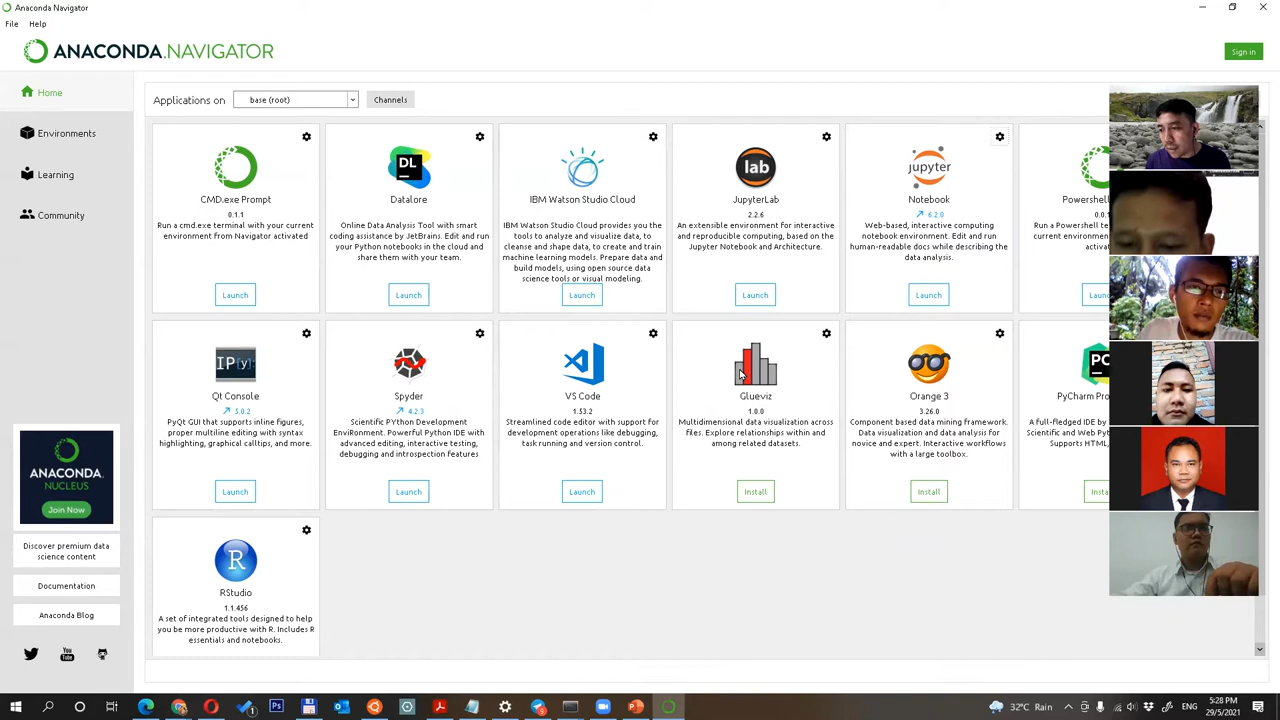 Anaconda Navigator
File Help
ANACONDA.NAVIGATOR
Sign in
Home
Environments
Learning
Community
Applications on base (root) Channels
CMD.exe Prompt
0.1.1
Run a cmd.exe terminal with your current
environment from Navigator activated
Launch
Datalore
Online Data Analysis Tool with smart
coding assistance by JetBrains. Edit and run
your Python notebooks in the cloud and
share them with your team.
Launch
IBM Watson Studio Cloud
IBM Watson Studio Cloud provides you the
tools to analyze and visualize data, to
cleanse and shape data, to create and train
machine learning models. Prepare data and
build models, using open source data
science tools or visual modeling.
Launch
lab
JupyterLab
2.2.6
An extensible environment for interactive
and reproducible computing, based on the
Jupyter Notebook and Architecture.
Launch
jupyter
Notebook
6.2.0
Web-based, interactive computing
notebook environment. Edit and run
human-readable docs while describing the
data analysis.
Launch
Powershell
0.0.
Run a Powershell
current environment
activat
Laun
IP[y]
Qt Console
5.0.2
PyQt GUI that supports inline figures,
proper multiline editing with syntax
highlighting, graphical calltips, and more.
Launch
Spyder
4.2.3
Scientific PYthon Development
EnviRonment. Powerful Python IDE with
advanced editing, interactive testing,
debugging and introspection features
Launch
VS Code
1.53.2
Streamlined code editor with support for
development operations like debugging,
task running and version control.
Launch
Glueviz
1.0.0
Multidimensional data visualization across
files. Explore relationships within and
among related datasets.
Install
Orange 3
3.26.0
Component based data mining framework.
Data visualization and data analysis for
novice and expert. Interactive workflows
with a large toolbox.
Install
PC
PyCharm Pro
A full-fledged IDE by
Scientific and Web Pyt
Supports HTML,
Insta
R
RStudio
1.1.456
A set of integrated tools designed to help
you be more productive with R. Includes R
essentials and notebooks.
ANACONDA.
NUCLEUS
Join Now
Discover premium data
science content
Documentation
Anaconda Blog
32°C Rain
ENG
5:28 PM
29/5/2021